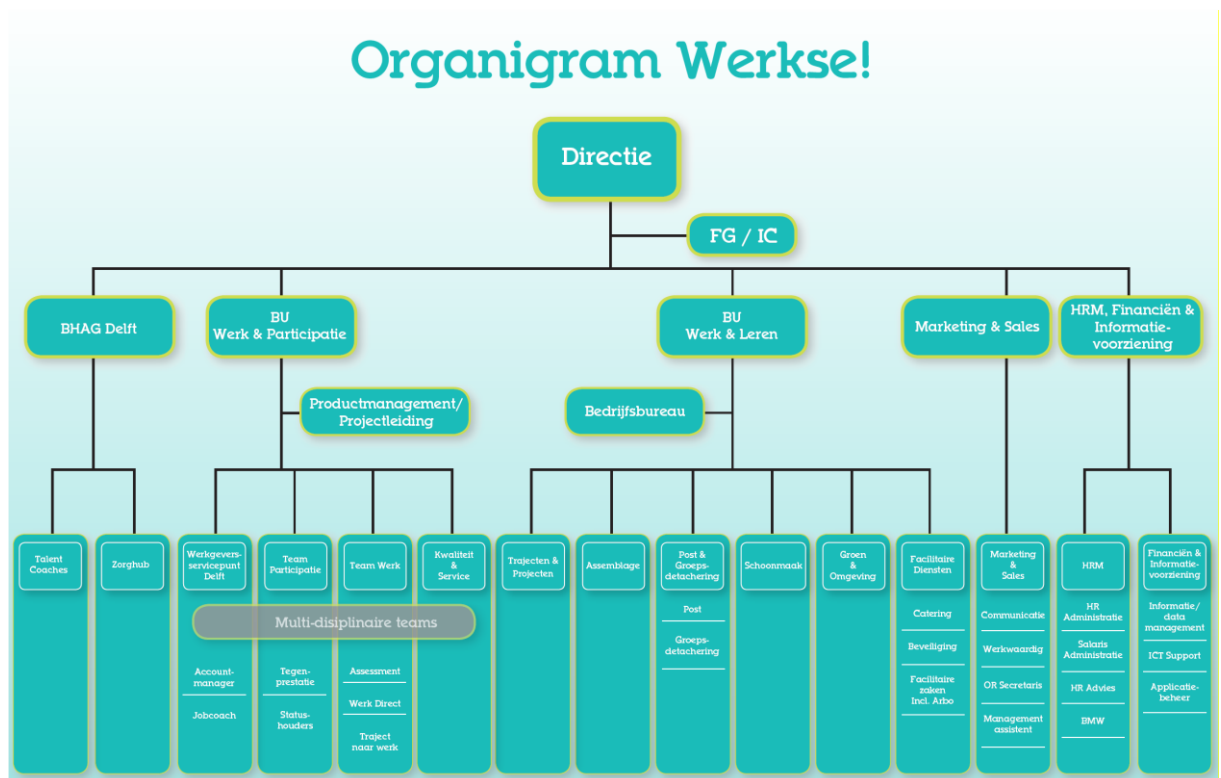 Organigram Werkse!
Directie
FG / IC
BHAG Delft
BU
Werk & Participatie
BU
Werk & Leren
Marketing & Sales
HRM, Financiën &
Informatie-
voorziening
Productmanagement/
Projectleiding
Bedrijfsbureau
Talent
Coaches
Zorghub
Werkgevers-
servicepunt
Delft
Team
Participatie
Team Werk
Kwaliteit
&
Service
Trajecten &
Projecten
Assemblage
Post &
Groeps-
detachering
Schoonmaak
Groen
&
Omgeving
Facilitaire
Diensten
Marketing
&
Sales
HRM
Financiën &
Informatie-
voorziening
Multi-disiplinaire teams
Account-
manager
Jobcoach
Tegen-
prestatie
Status-
houders
Assessment
Werk Direct
Traject
naar werk
Post
Groeps-
detachering
Catering
Beveiliging
Facilitaire
zaken
Incl. Arbo
Communicatie
Werkwaardig
OR Secretaris
Management
assistent
HR
Administratie
Salaris
Administratie
HR Advies
BMW
Informatie/
data
management
ICT Support
Applicatie-
beheer